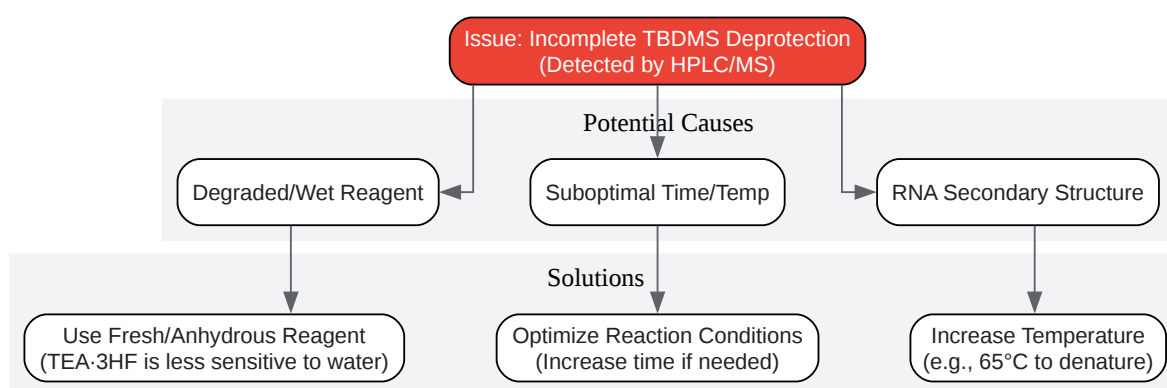 Issue: Incomplete TBDMS Deprotection
(Detected by HPLC/MS)
Potential Causes
Degraded/Wet Reagent
Suboptimal Time/Temp
RNA Secondary Structure
Solutions
Use Fresh/Anhydrous Reagent
(TEA·3HF is less sensitive to water)
Optimize Reaction Conditions
(Increase time if needed)
Increase Temperature
(e.g., 65°C to denature)